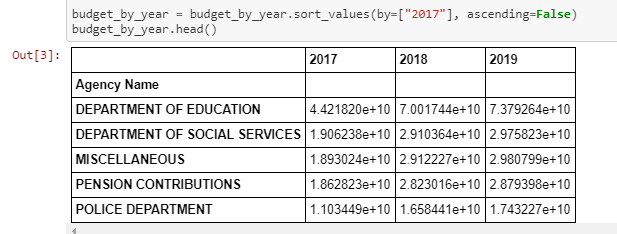 budget_by_year = budget_by_year.sort_values(by=["2017"], ascending=False)
budget_by_year.head()
Out[3]:
2017 2018 2019
Agency Name
DEPARTMENT OF EDUCATION 4.421820e+10 7.001744e+10 7.379264e+10
DEPARTMENT OF SOCIAL SERVICES 1.906238e+10 2.910364e+10 2.975823e+10
MISCELLANEOUS 1.893024e+10 2.912227e+10 2.980799e+10
PENSION CONTRIBUTIONS 1.862823e+10 2.823016e+10 2.879398e+10
POLICE DEPARTMENT 1.103449e+10 1.658441e+10 1.743227e+10